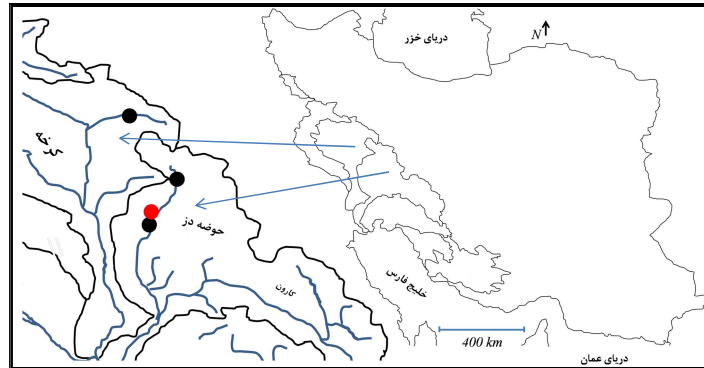 دریای خزر
N
کرخه
حوضه دز
کارون
خلیج فارس
400 km
دریای عمان